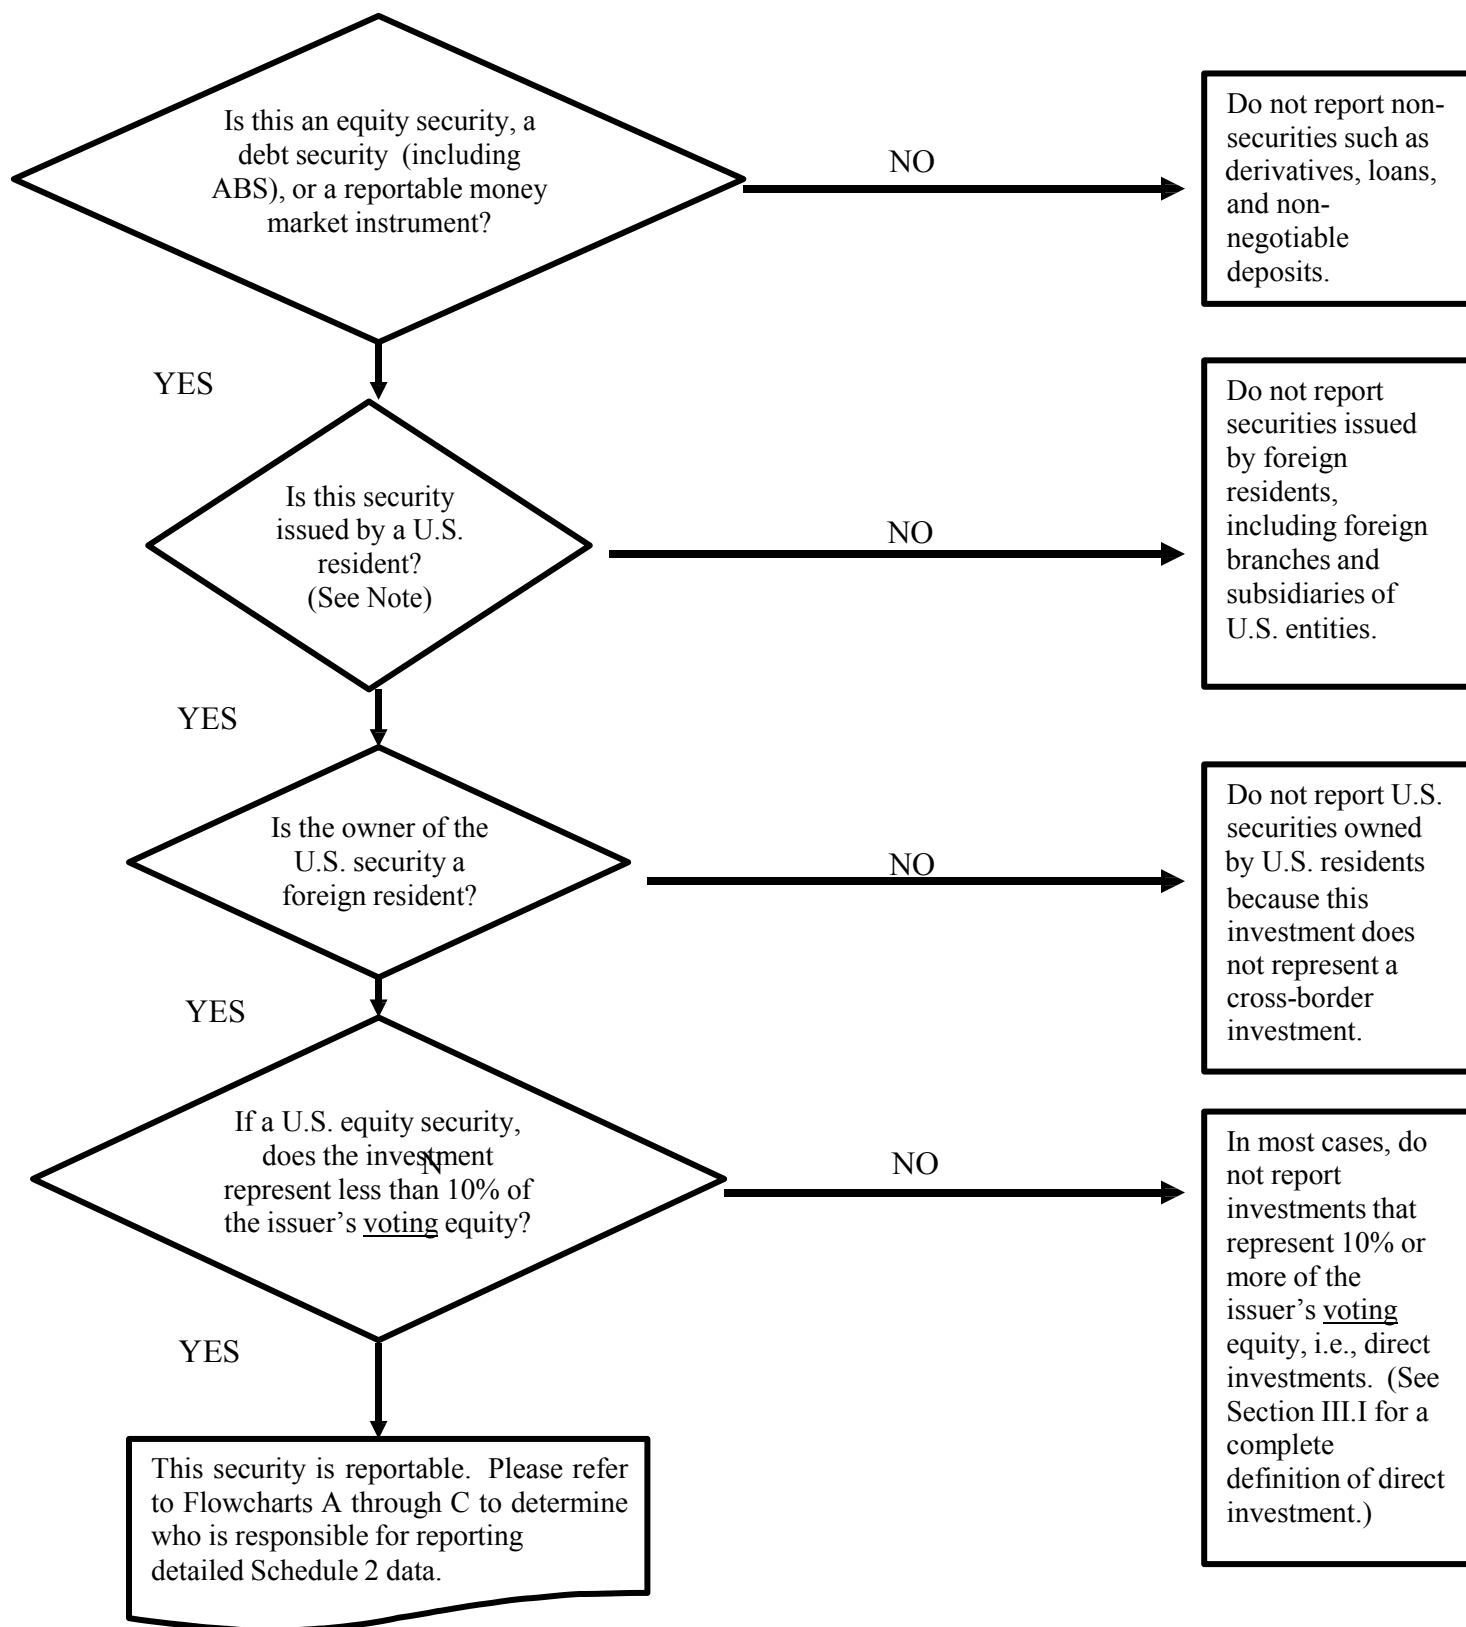 Is this an equity security, a
debt security (including
ABS), or a reportable money
market instrument?
NO
Do not report non-
securities such as
derivatives, loans,
and non-
negotiable
deposits.
YES
Is this security
issued by a U.S.
resident?
(See Note)
NO
Do not report
securities issued
by foreign
residents,
including foreign
branches and
subsidiaries of
U.S. entities.
YES
Is the owner of the
U.S. security a
foreign resident?
NO
Do not report U.S.
securities owned
by U.S. residents
because this
investment does
not represent a
cross-border
investment.
YES
If a U.S. equity security,
does the investment
N
represent less than 10% of
the issuer’s voting equity?
NO
In most cases, do
not report
investments that
represent 10% or
more of the
issuer’s voting
equity, i.e., direct
investments. (See
Section III.I for a
complete
definition of direct
investment.)
YES
This security is reportable. Please refer
to Flowcharts A through C to determine
who is responsible for reporting
detailed Schedule 2 data.